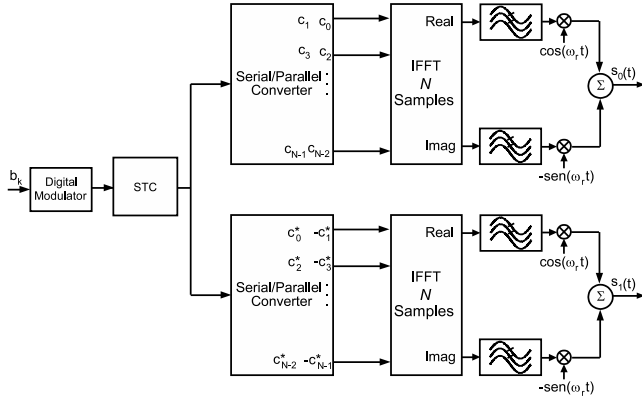 b_k
Digital
Modulator
STC
Serial/Parallel
Converter
c_1 c_0
c_3 c_2
c_{N-1} c_{N-2}
Real
IFFT
N
Samples
Imag
cos(ω_r t)
-sen(ω_r t)
Σ
s_0(t)
Serial/Parallel
Converter
c*_0 -c*_1
c*_2 -c*_3
c*_{N-2} -c*_{N-1}
Real
IFFT
N
Samples
Imag
cos(ω_r t)
-sen(ω_r t)
Σ
s_1(t)